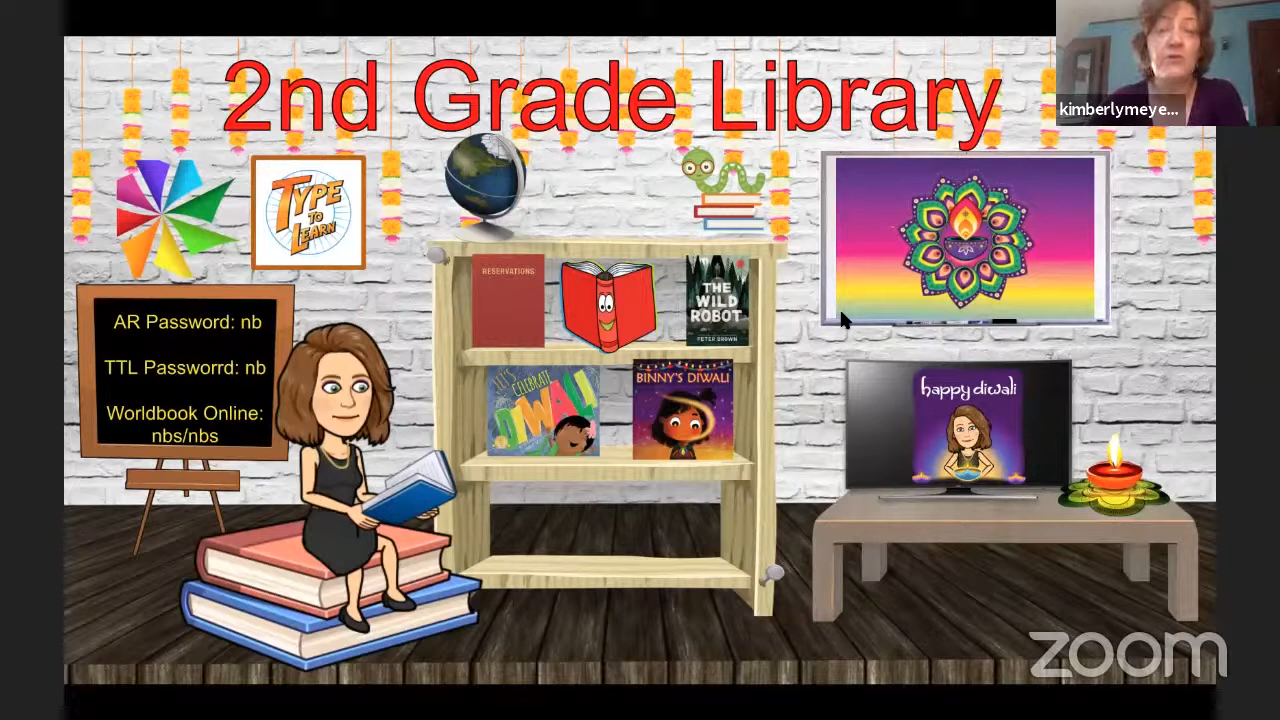 2nd Grade Library
kimberlymeye...
TYPE
TO
LEARN
AR Password: nb
TTL Passworrd: nb
Worldbook Online:
nbs/nbs
RESERVATIONS
THE
WILD
ROBOT
PETER BROWN
LET'S
CELEBRATE
DIWALI
BINNY'S DIWALI
happy diwali
zoom